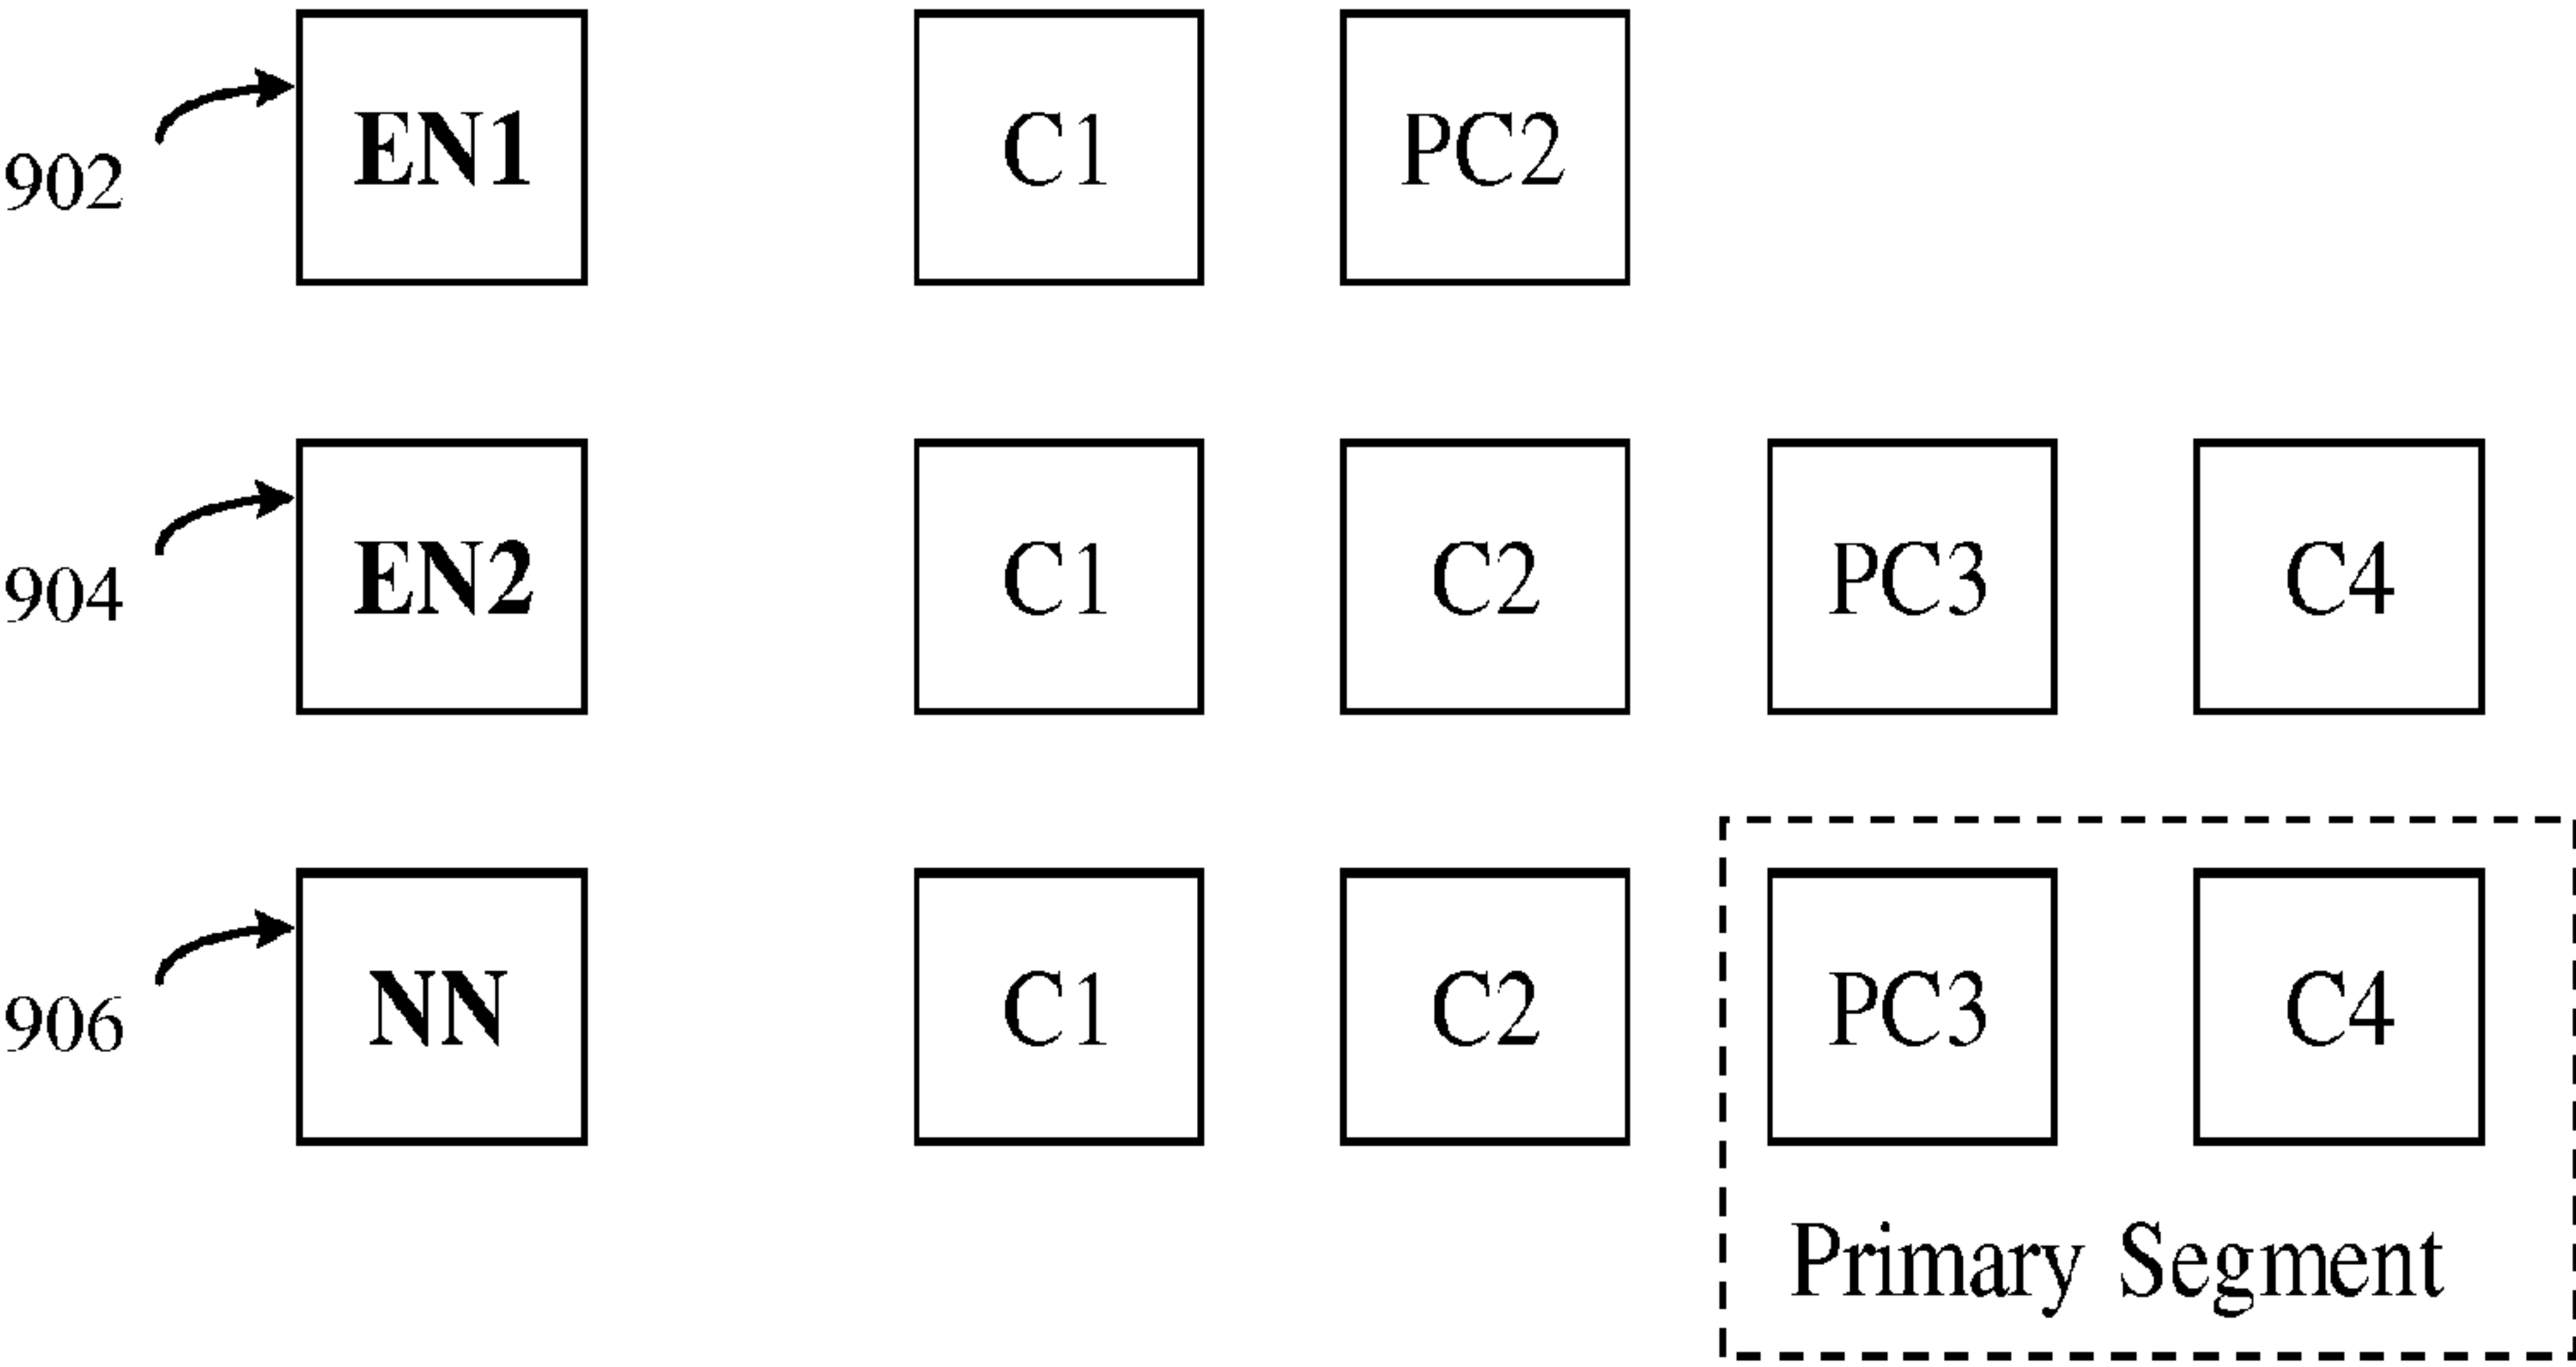 EN1 C1 PC2
902
EN2 C1 C2 PC3 C4
904
NN C1 C2 PC3 C4
906
Primary Segment